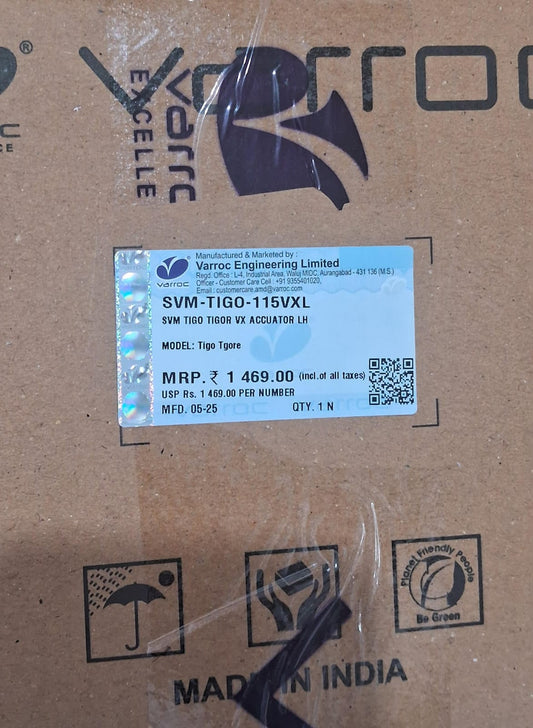 Varroc
Varroc
EXCELLE
Manufactured & Marketed by :
Varroc Engineering Limited
Regd. Office : L-4, Industrial Area, Waluj MIDC, Aurangabad - 431 136 (M.S.)
Officer - Customer Care Cell : +91 9355401020,
Email : customercare.amd@varroc.com
varroc
SVM-TIGO-115VXL
SVM TIGO TIGOR VX ACCUATOR LH
MODEL: Tigo Tgore
MRP.₹ 1 469.00 (incl.of all taxes)
USP Rs. 1 469.00 PER NUMBER
MFD. 05-25 QTY. 1 N
Planet Friendly People
Be Green
MADE IN INDIA